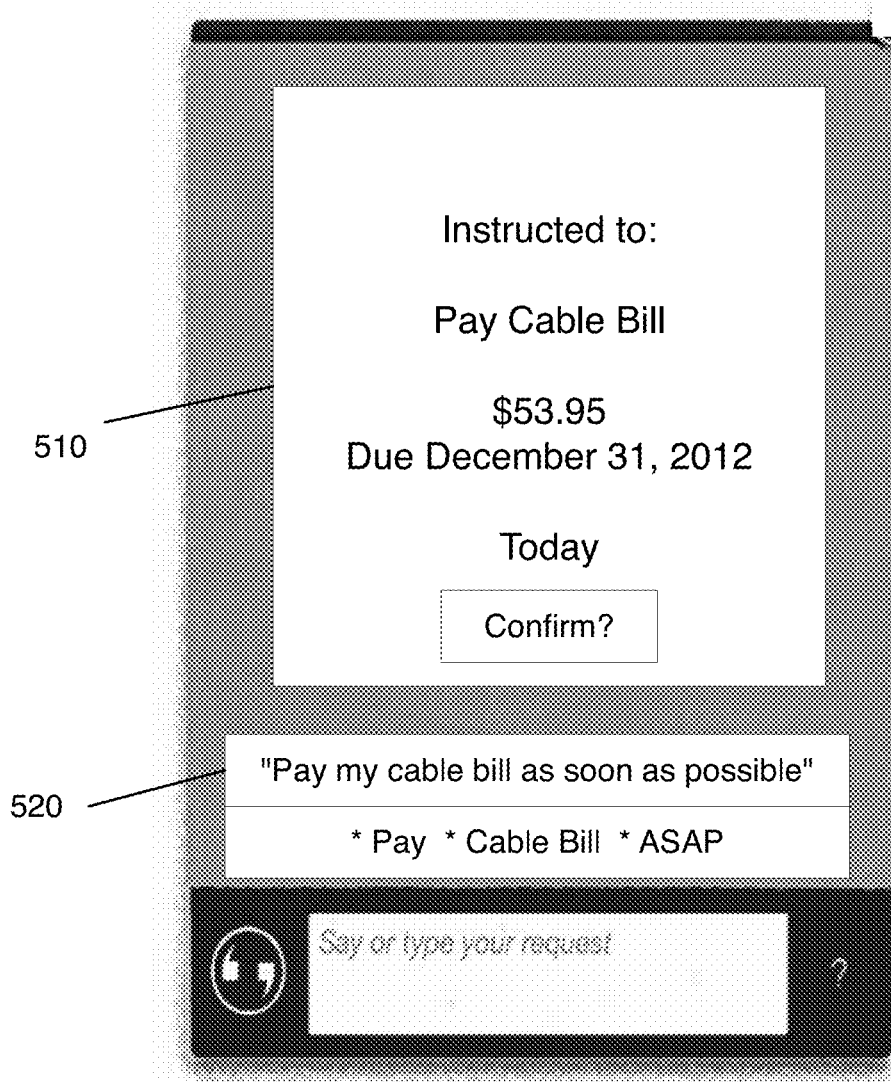 Instructed to:
Pay Cable Bill
$53.95
Due December 31, 2012
Today
Confirm?
510
"Pay my cable bill as soon as possible"
520
* Pay * Cable Bill * ASAP
Say or type your request
?